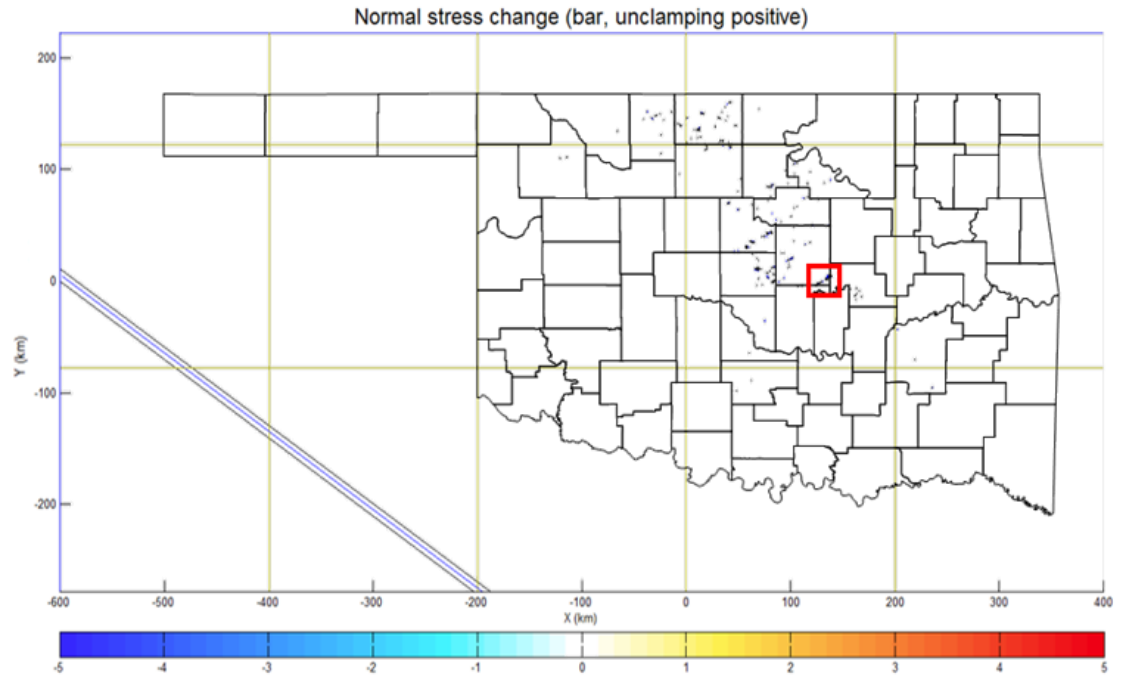 Normal stress change (bar, unclamping positive)
200
100
0
-100
-200
Y (km)
-600 -500 -400 -300 -200 -100 0 100 200 300 400
X (km)
-5 -4 -3 -2 -1 0 1 2 3 4 5